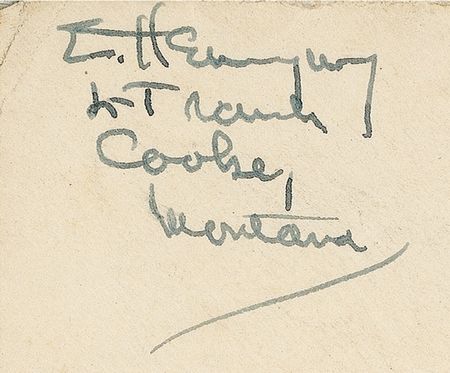 E. Hemingway
LT ranch
Cooke,
Montana